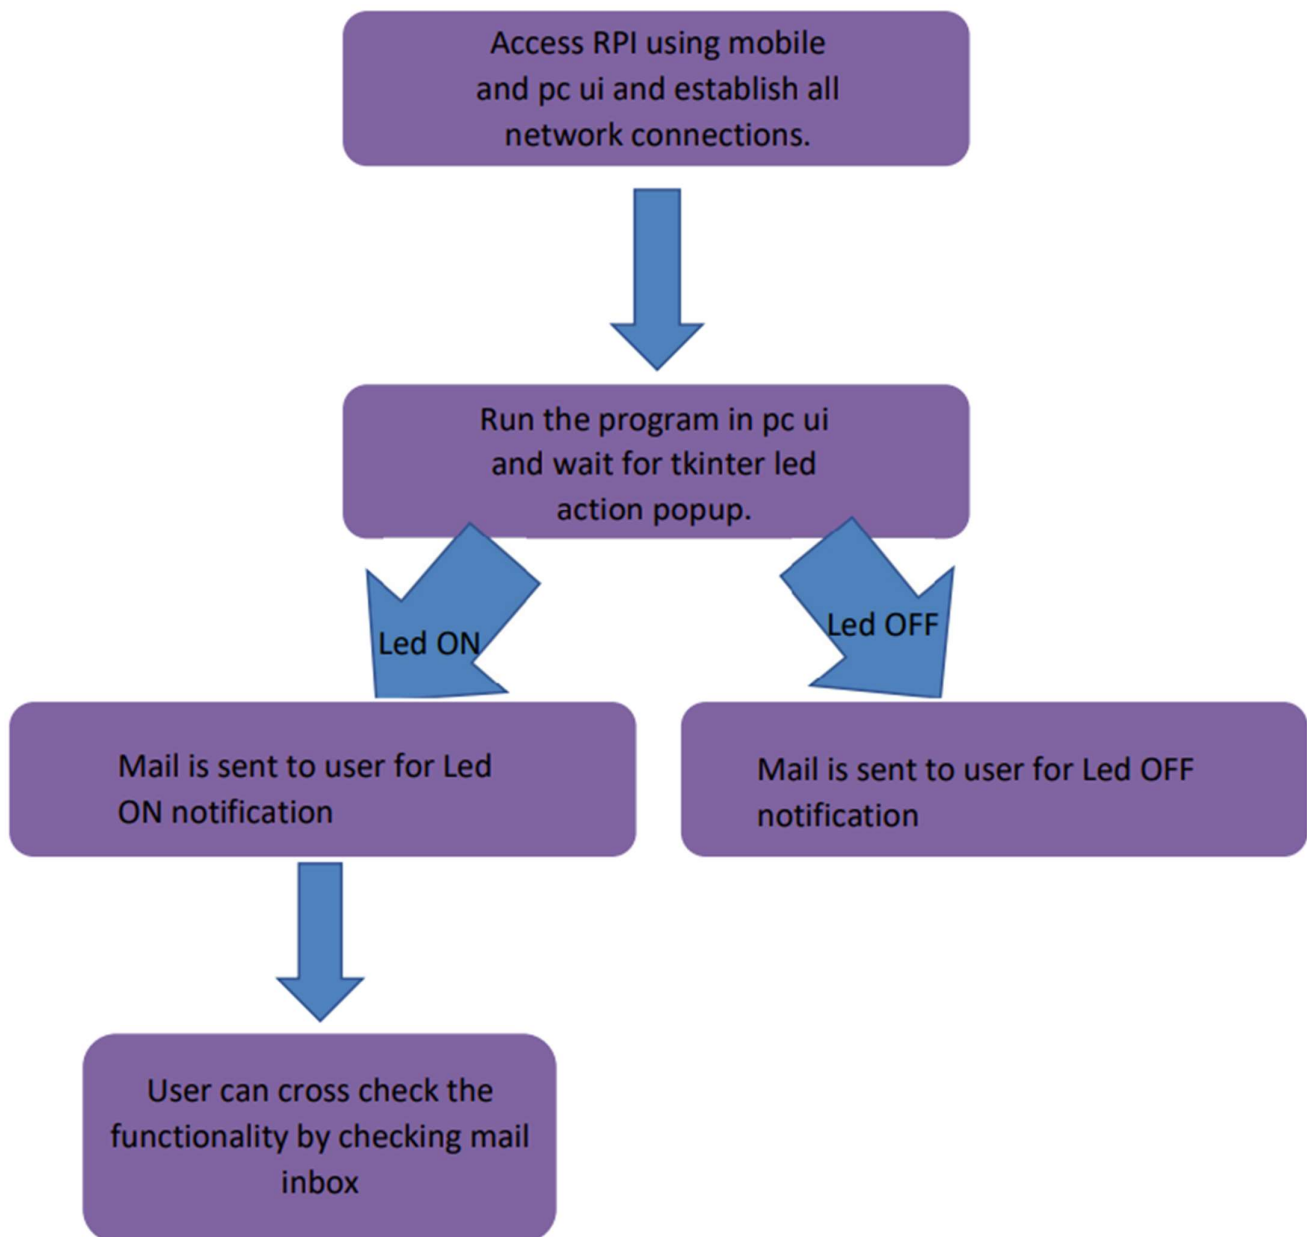 Access RPI using mobile
and pc ui and establish all
network connections.
Run the program in pc ui
and wait for tkinter led
action popup.
Led ON
Led OFF
Mail is sent to user for Led
ON notification
Mail is sent to user for Led OFF
notification
User can cross check the
functionality by checking mail
inbox